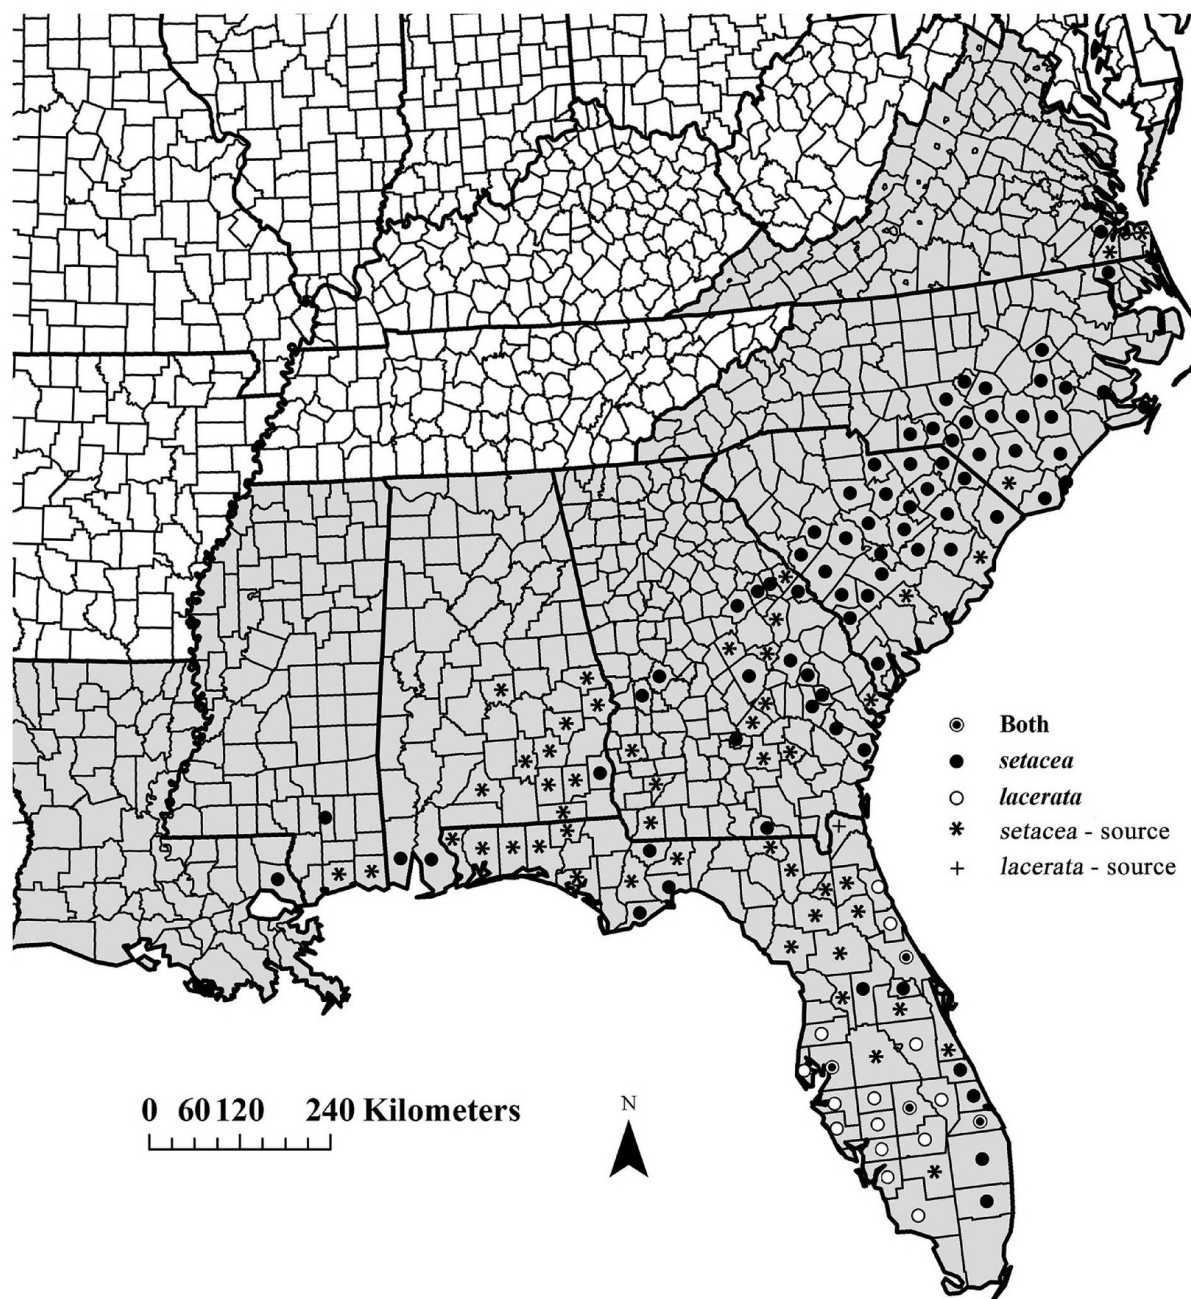 Both
setacea
lacerata
setacea - source
lacerata - source
0 60 120 240 Kilometers
N